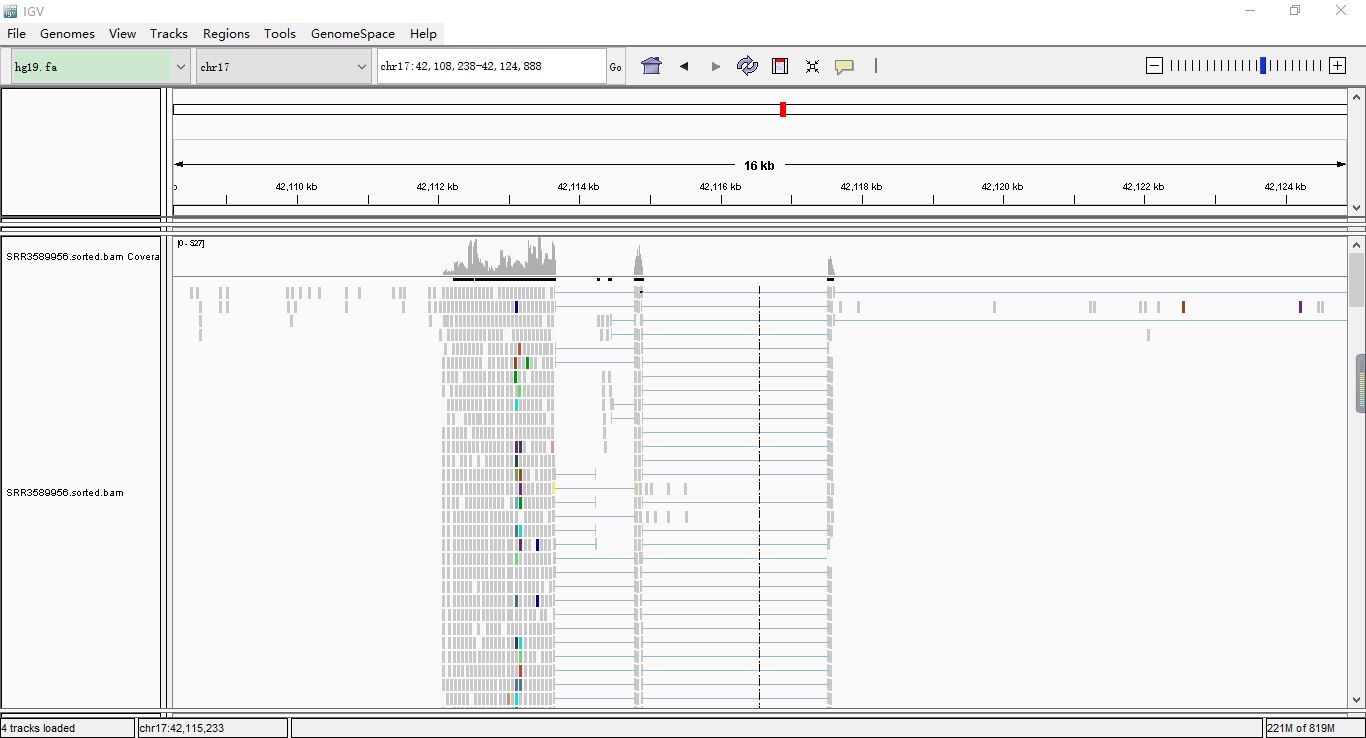 IGV
File Genomes View Tracks Regions Tools GenomeSpace Help
hg19.fa chr17 chr17:42,108,238-42,124,888 Go
16 kb
42,110 kb 42,112 kb 42,114 kb 42,116 kb 42,118 kb 42,120 kb 42,122 kb 42,124 kb
[0 - 527]
SRR3589956.sorted.bam Covera
SRR3589956.sorted.bam
4 tracks loaded chr17:42,115,233 221M of 819M